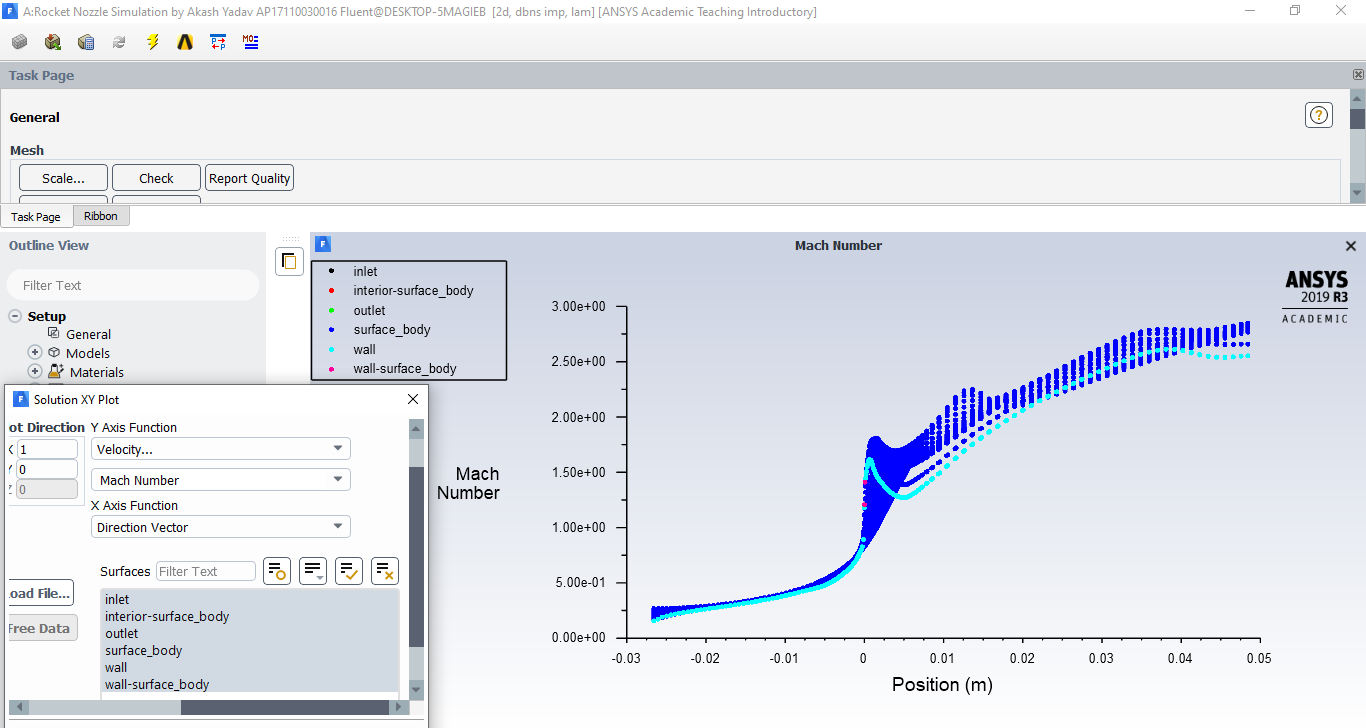 A:Rocket Nozzle Simulation by Akash Yadav AP17110030016 Fluent@DESKTOP-5MAGIEB [2d, dbns imp, lam] [ANSYS Academic Teaching Introductory]
Task Page
General
Mesh
Scale...
Check
Report Quality
Task Page
Ribbon
Outline View
Filter Text
Setup
General
Models
Materials
Mach Number
inlet
interior-surface_body
outlet
surface_body
wall
wall-surface_body
ANSYS
2019 R3
ACADEMIC
3.00e+00
2.50e+00
2.00e+00
1.50e+00
1.00e+00
5.00e-01
0.00e+00
Mach
Number
-0.03
-0.02
-0.01
0
0.01
0.02
0.03
0.04
0.05
Position (m)
Solution XY Plot
ot Direction
X 1
0
Z 0
oad File...
Free Data
Y Axis Function
Velocity...
Mach Number
X Axis Function
Direction Vector
Surfaces
Filter Text
inlet
interior-surface_body
outlet
surface_body
wall
wall-surface_body